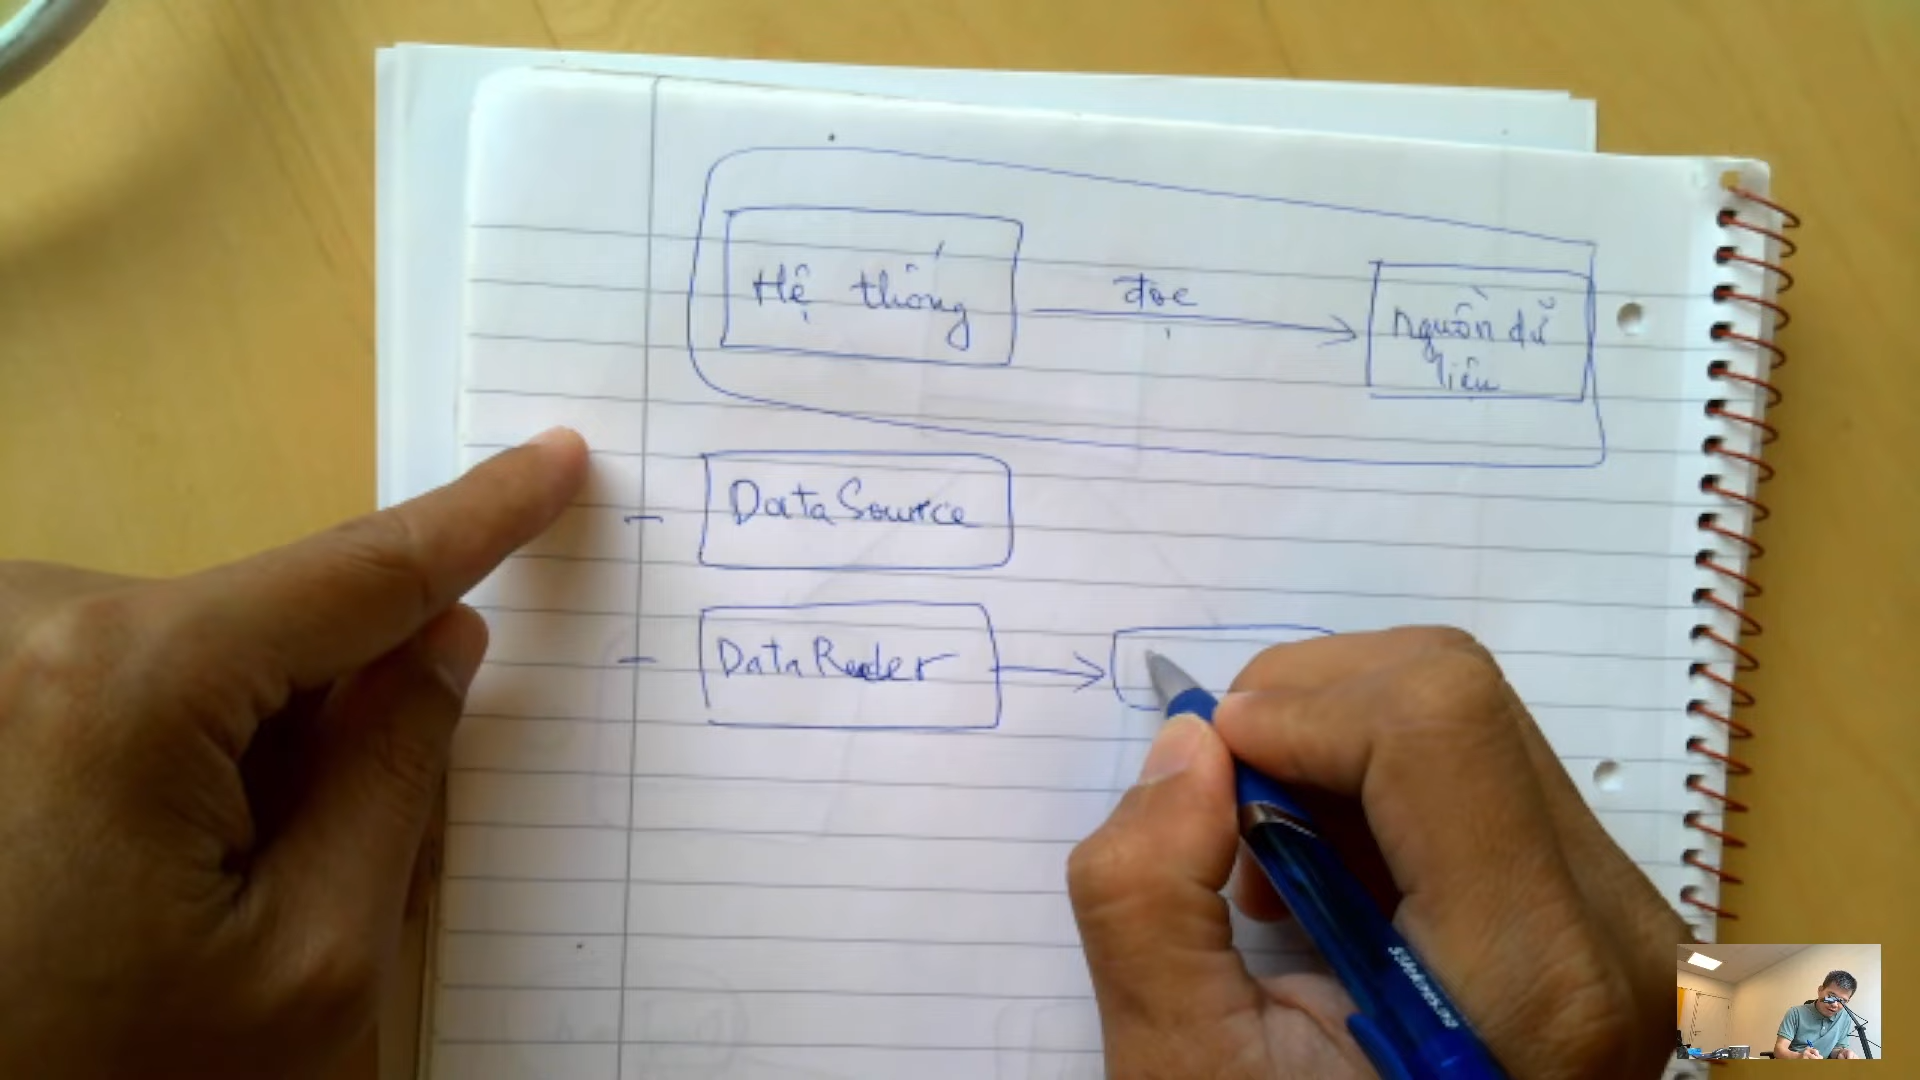 Hệ thống
đọc
nguồn dữ
liệu
- DataSource
- DataReader